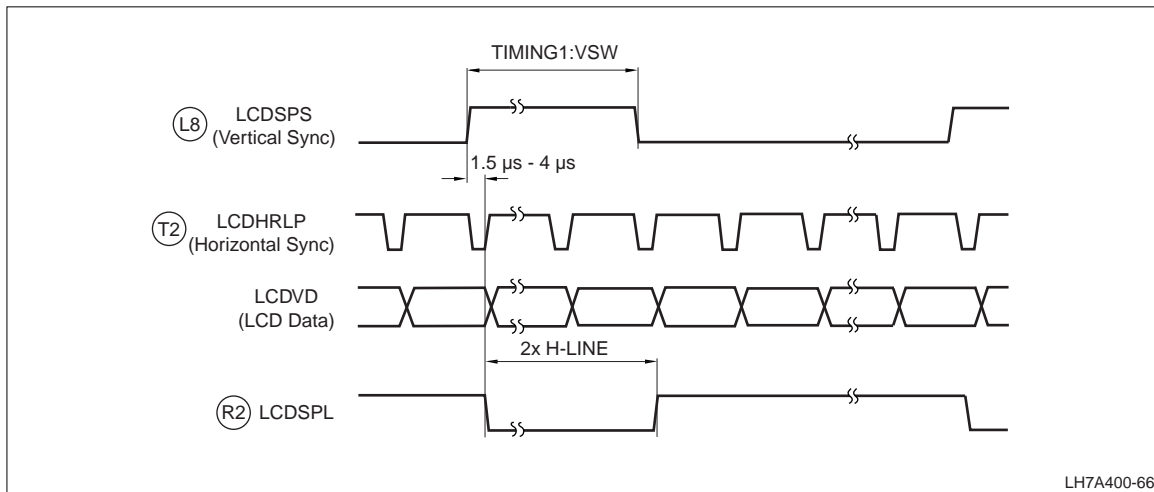 TIMING1:VSW
L8
LCDSPS
(Vertical Sync)
1.5 µs - 4 µs
T2
LCDHRLP
(Horizontal Sync)
LCDVD
(LCD Data)
2x H-LINE
R2 LCDSPL
LH7A400-66